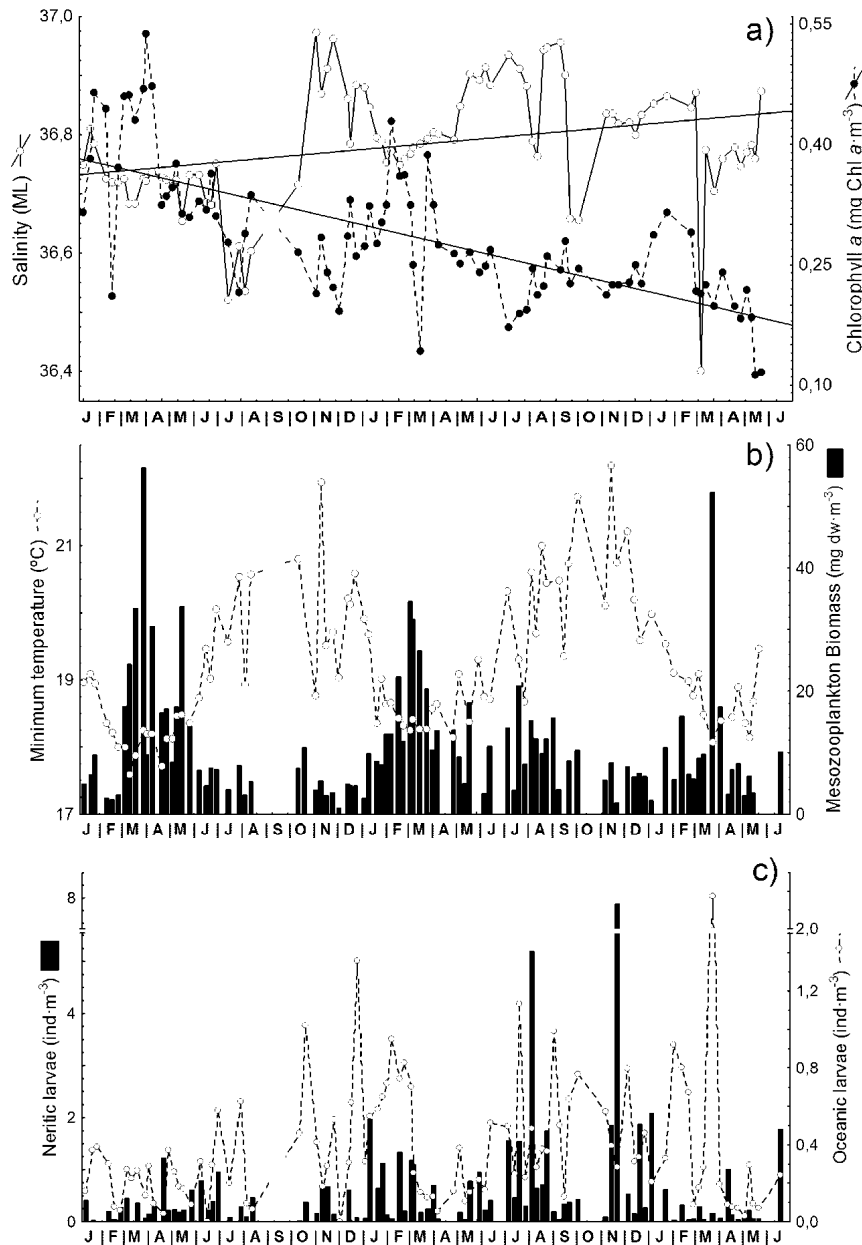 a)
37,0
36,8
36,6
36,4
Salinity (ML)
0,55
0,40
0,25
0,10
Chlorophyll a (mg Chl a·m-3)
J | F | M | A | M | J | J | A | S | O | N | D | J | F | M | A | M | J | J | A | S | O | N | D | J | F | M | A | M | J
b)
21
19
17
Minimum temperature (ºC)
60
40
20
0
Mesozooplankton Biomass (mg dw·m-3)
J | F | M | A | M | J | J | A | S | O | N | D | J | F | M | A | M | J | J | A | S | O | N | D | J | F | M | A | M | J
c)
8
4
2
0
Neritic larvae (ind·m-3)
2,0
1,2
0,8
0,4
0,0
Oceanic larvae (ind·m-3)
J | F | M | A | M | J | J | A | S | O | N | D | J | F | M | A | M | J | J | A | S | O | N | D | J | F | M | A | M | J